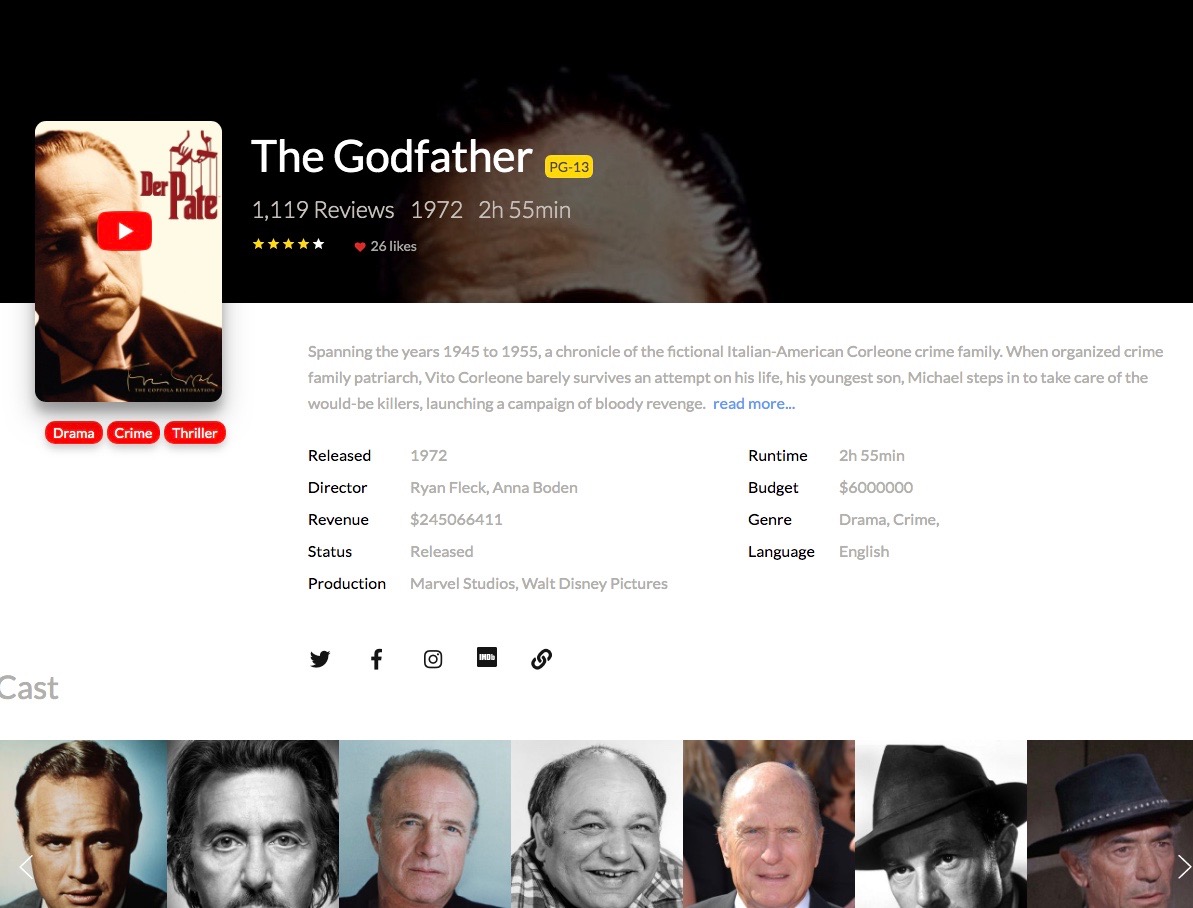 The Godfather PG-13
1,119 Reviews 1972 2h 55min
26 likes
Der
Pate
THE COPPOLA RESTORATION
Drama Crime Thriller
Spanning the years 1945 to 1955, a chronicle of the fictional Italian-American Corleone crime family. When organized crime
family patriarch, Vito Corleone barely survives an attempt on his life, his youngest son, Michael steps in to take care of the
would-be killers, launching a campaign of bloody revenge. read more...
Released 1972
Director Ryan Fleck, Anna Boden
Revenue $245066411
Status Released
Production Marvel Studios, Walt Disney Pictures
Runtime 2h 55min
Budget $6000000
Genre Drama, Crime,
Language English
IMDb
Cast